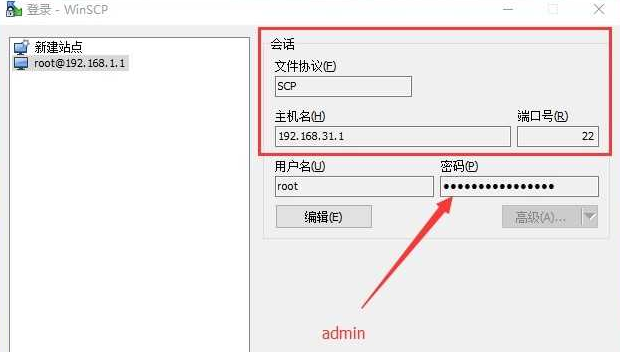 登录 - WinSCP
新建站点
root@192.168.1.1
会话
文件协议(F)
SCP
主机名(H)
端口号(R)
192.168.31.1
22
用户名(U)
密码(P)
root
●●●●●●●●●●●●●●●●
编辑(E)
高级(A)...
admin